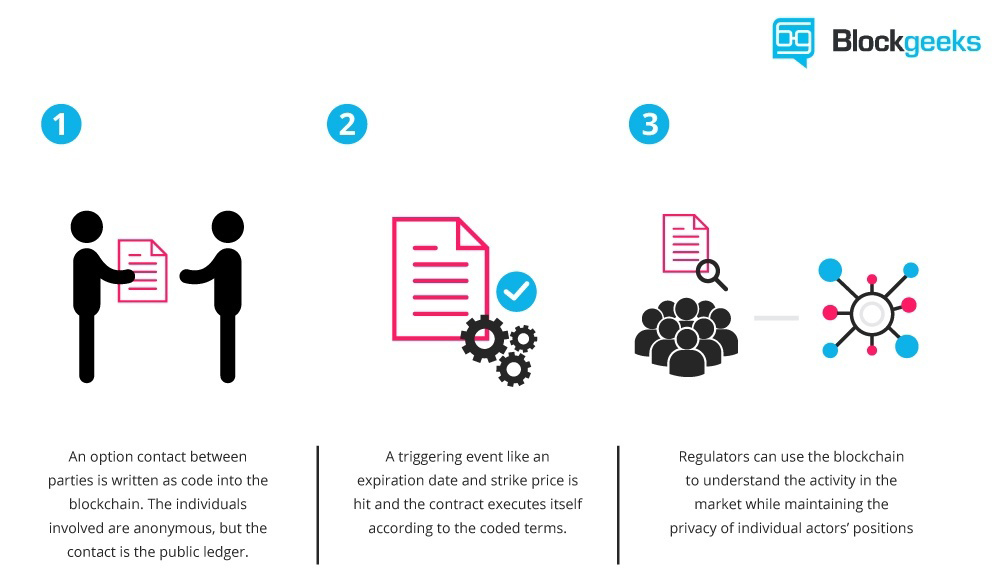 Blockgeeks
1
2
3
An option contact between
parties is written as code into the
blockchain. The individuals
involved are anonymous, but the
contact is the public ledger.
A triggering event like an
expiration date and strike price is
hit and the contract executes itself
according to the coded terms.
Regulators can use the blockchain
to understand the activity in the
market while maintaining the
privacy of individual actors’ positions